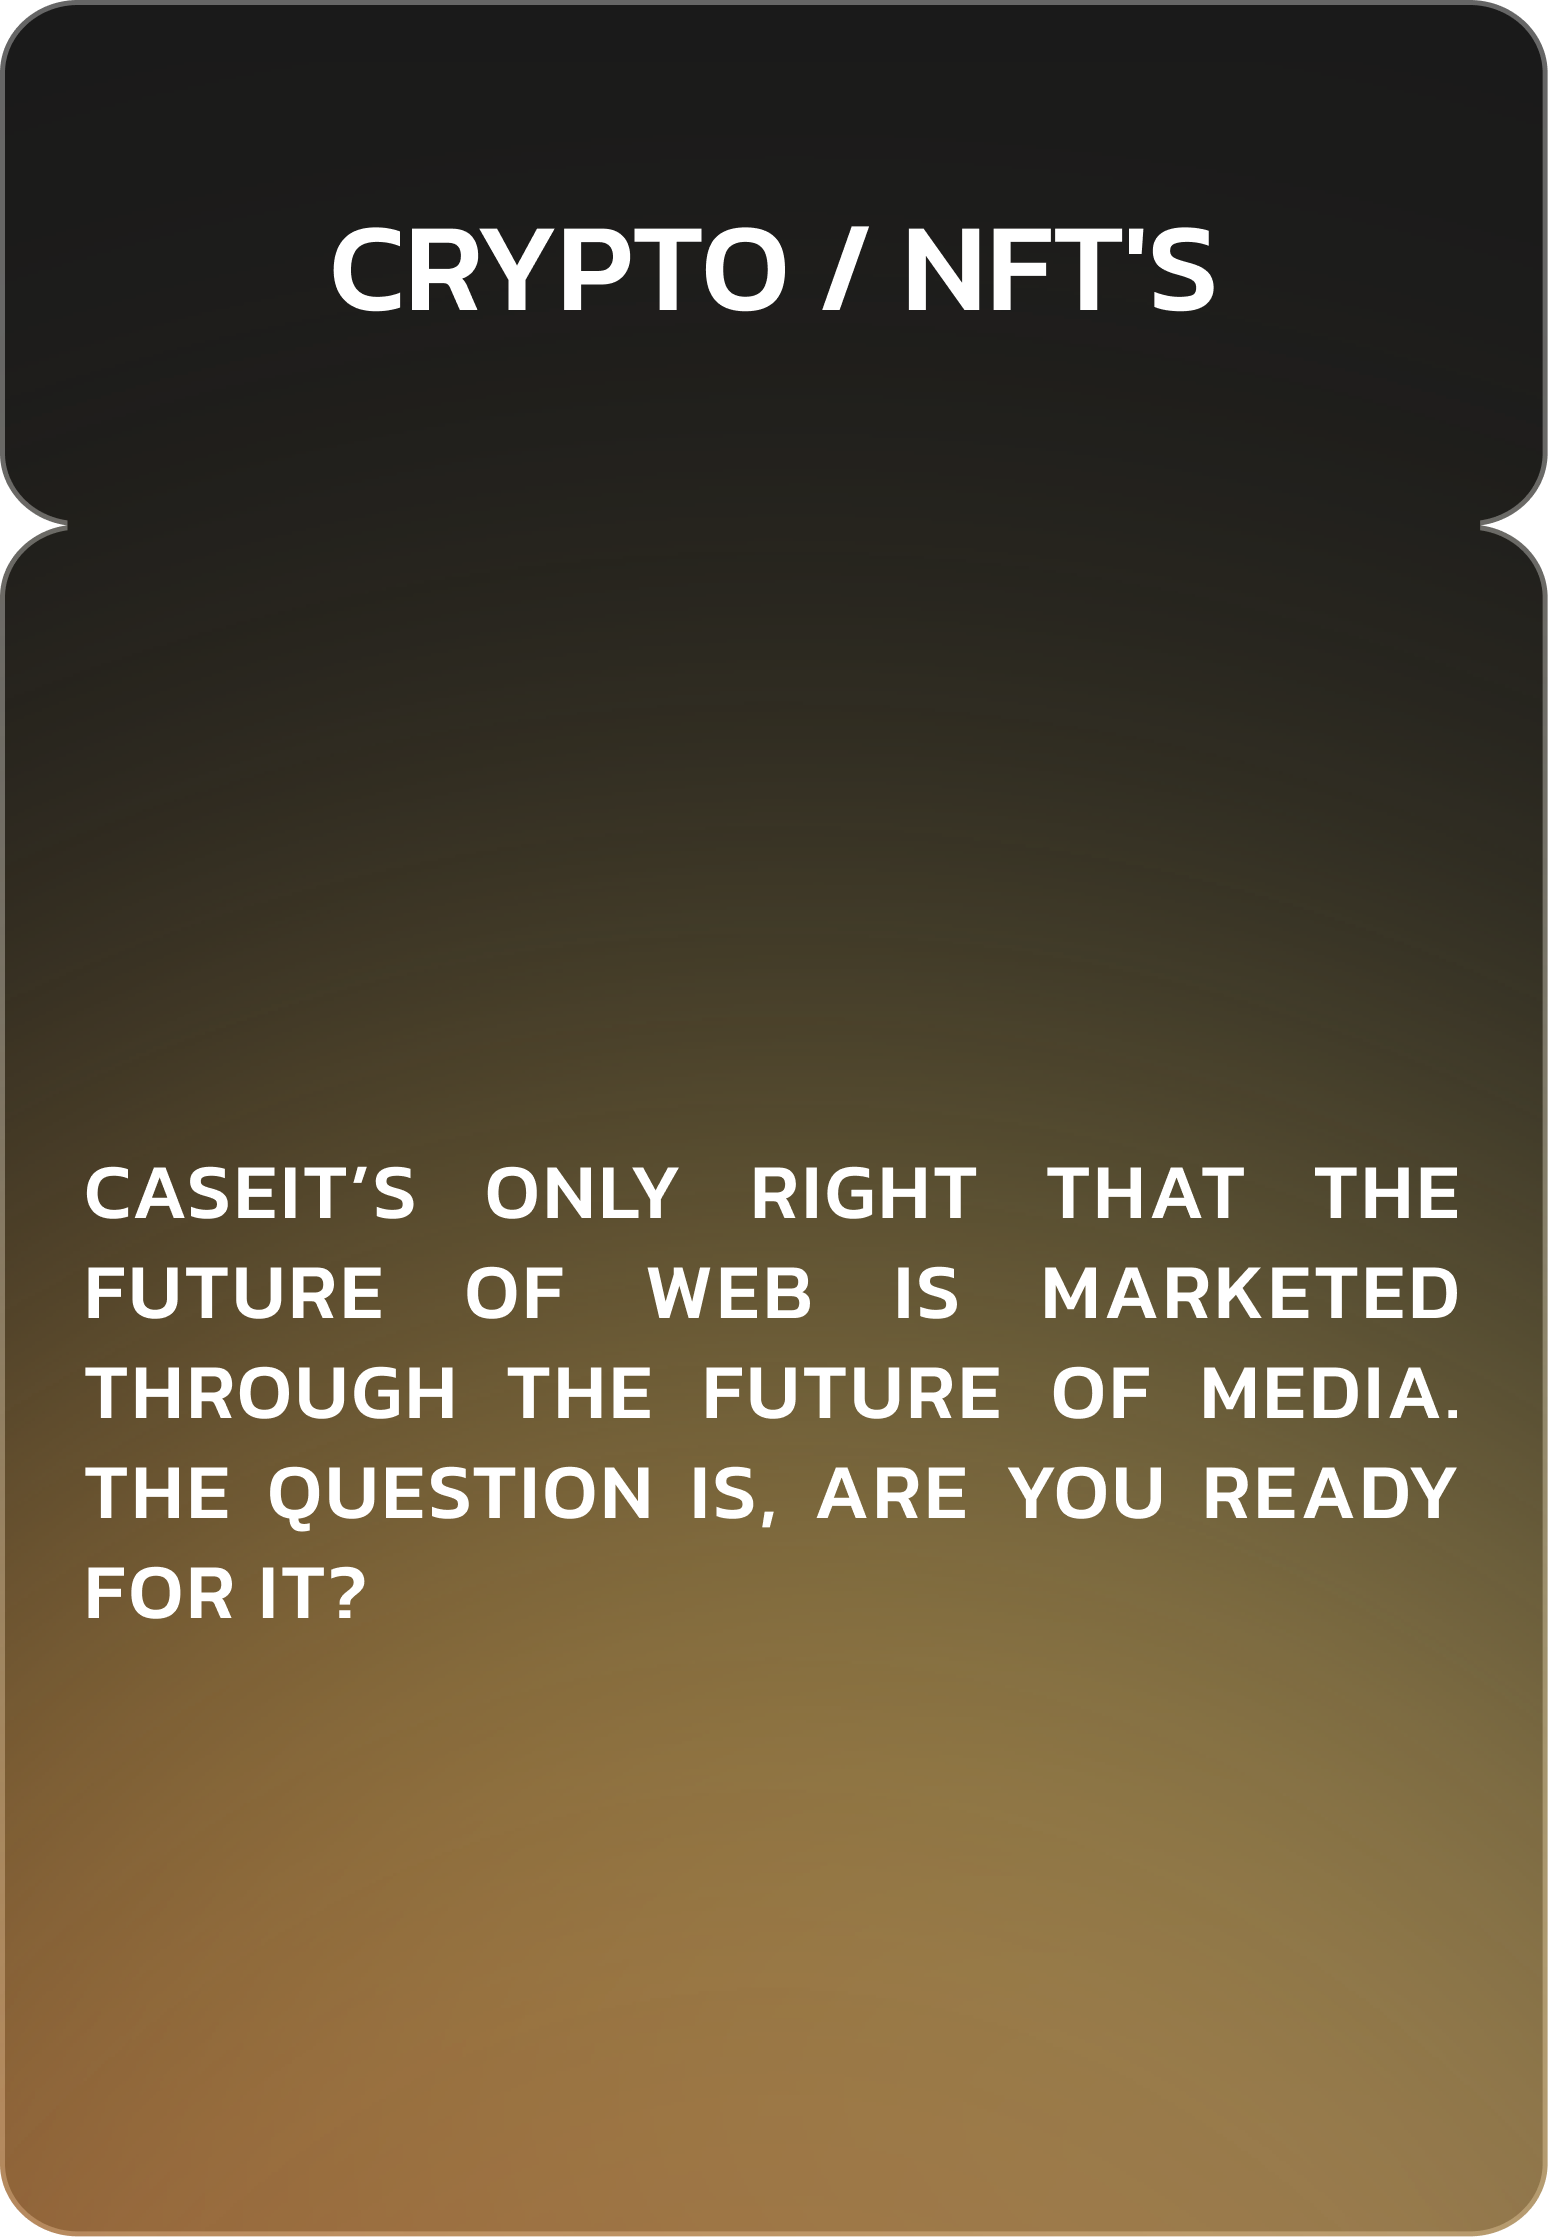 CRYPTO / NFT'S
CASEIT’S ONLY RIGHT THAT THE
FUTURE OF WEB IS MARKETED
THROUGH THE FUTURE OF MEDIA.
THE QUESTION IS, ARE YOU READY
FOR IT?